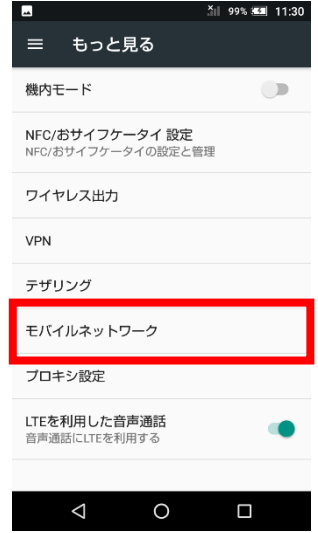 99% 11:30
もっと見る
機内モード
NFC/おサイフケータイ 設定
NFC/おサイフケータイの設定と管理
ワイヤレス出力
VPN
テザリング
モバイルネットワーク
プロキシ設定
LTEを利用した音声通話
音声通話にLTEを利用する